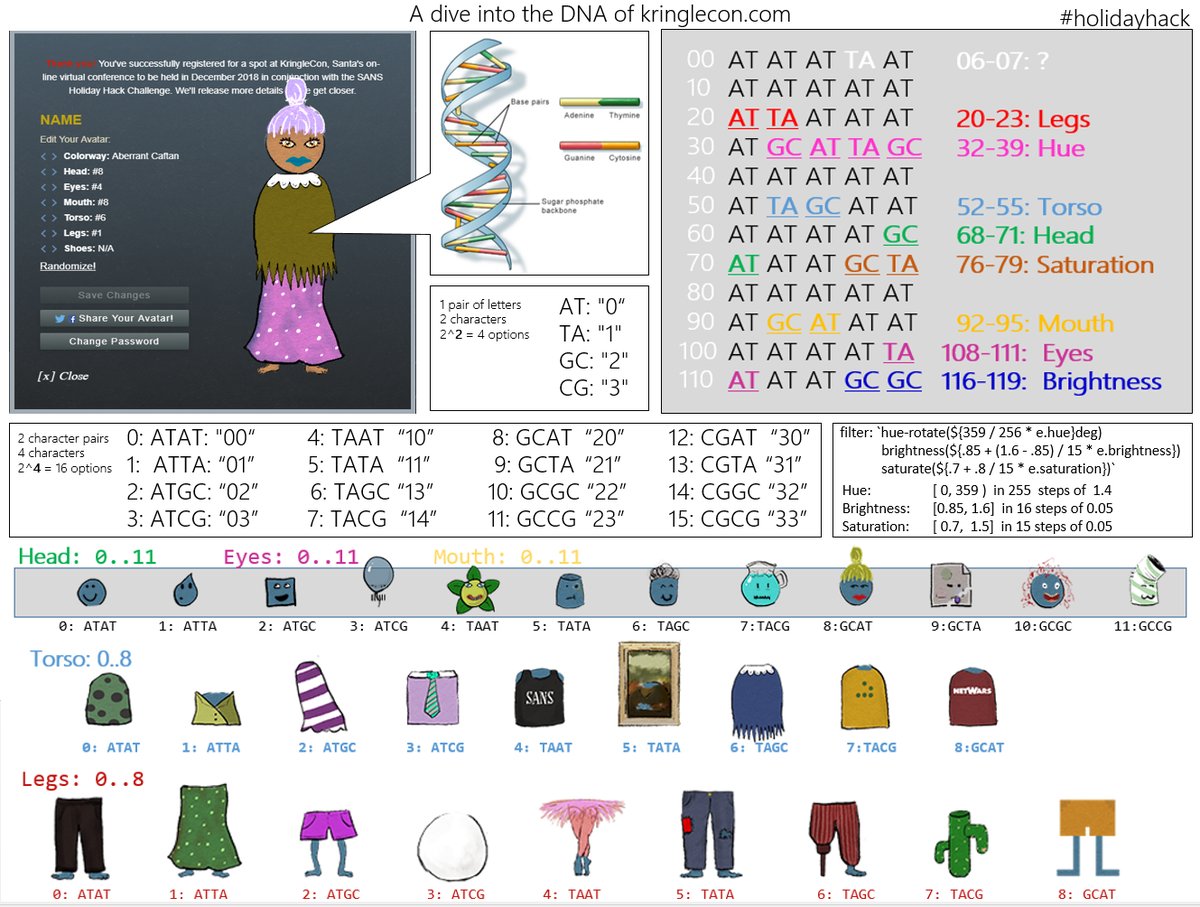 A dive into the DNA of kringlecon.com
#holidayhack
You've successfully registered for a spot at KringleCon, Santa's on-
line virtual conference to be held in December 2018 in conjunction with the SANS
Holiday Hack Challenge. We'll release more details get closer.
NAME
Edit Your Avatar:
< > Colorway: Aberrant Caftan
< > Head: #8
< > Eyes: #4
< > Mouth: #8
< > Torso: #6
< > Legs: #1
< > Shoes: N/A
Randomize!
Save Changes
Share Your Avatar!
Change Password
[x] Close
Base pairs
Adenine Thymine
Guanine Cytosine
Sugar phosphate
backbone
1 pair of letters
2 characters
2^2 = 4 options
AT: "0"
TA: "1"
GC: "2"
CG: "3"
00 AT AT AT TA AT 06-07: ?
10 AT AT AT AT AT
20 AT TA AT AT AT 20-23: Legs
30 AT GC AT TA GC 32-39: Hue
40 AT AT AT AT AT
50 AT TA GC AT AT 52-55: Torso
60 AT AT AT AT GC 68-71: Head
70 AT AT AT GC TA 76-79: Saturation
80 AT AT AT AT AT
90 AT GC AT AT AT 92-95: Mouth
100 AT AT AT AT TA 108-111: Eyes
110 AT AT AT GC GC 116-119: Brightness
2 character pairs
4 characters
2^4 = 16 options
0: ATAT: "00" 4: TAAT "10" 8: GCAT "20" 12: CGAT "30"
1: ATTA: "01" 5: TATA "11" 9: GCTA "21" 13: CGTA "31"
2: ATGC: "02" 6: TAGC "13" 10: GCGC "22" 14: CGGC "32"
3: ATCG: "03" 7: TACG "14" 11: GCCG "23" 15: CGCG "33"
filter: `hue-rotate(${359 / 256 * e.hue}deg)
brightness(${.85 + (1.6 - .85) / 15 * e.brightness})
saturate(${.7 + .8 / 15 * e.saturation})`
Hue: [ 0, 359 ) in 255 steps of 1.4
Brightness: [0.85, 1.6] in 16 steps of 0.05
Saturation: [ 0.7, 1.5] in 15 steps of 0.05
Head: 0..11 Eyes: 0..11 Mouth: 0..11
0: ATAT 1: ATTA 2: ATGC 3: ATCG 4: TAAT 5: TATA 6: TAGC 7:TACG 8:GCAT 9:GCTA 10:GCGC 11:GCCG
Torso: 0..8
SANS
NETWARS
0: ATAT 1: ATTA 2: ATGC 3: ATCG 4: TAAT 5: TATA 6: TAGC 7:TACG 8:GCAT
Legs: 0..8
0: ATAT 1: ATTA 2: ATGC 3: ATCG 4: TAAT 5: TATA 6: TAGC 7: TACG 8: GCAT